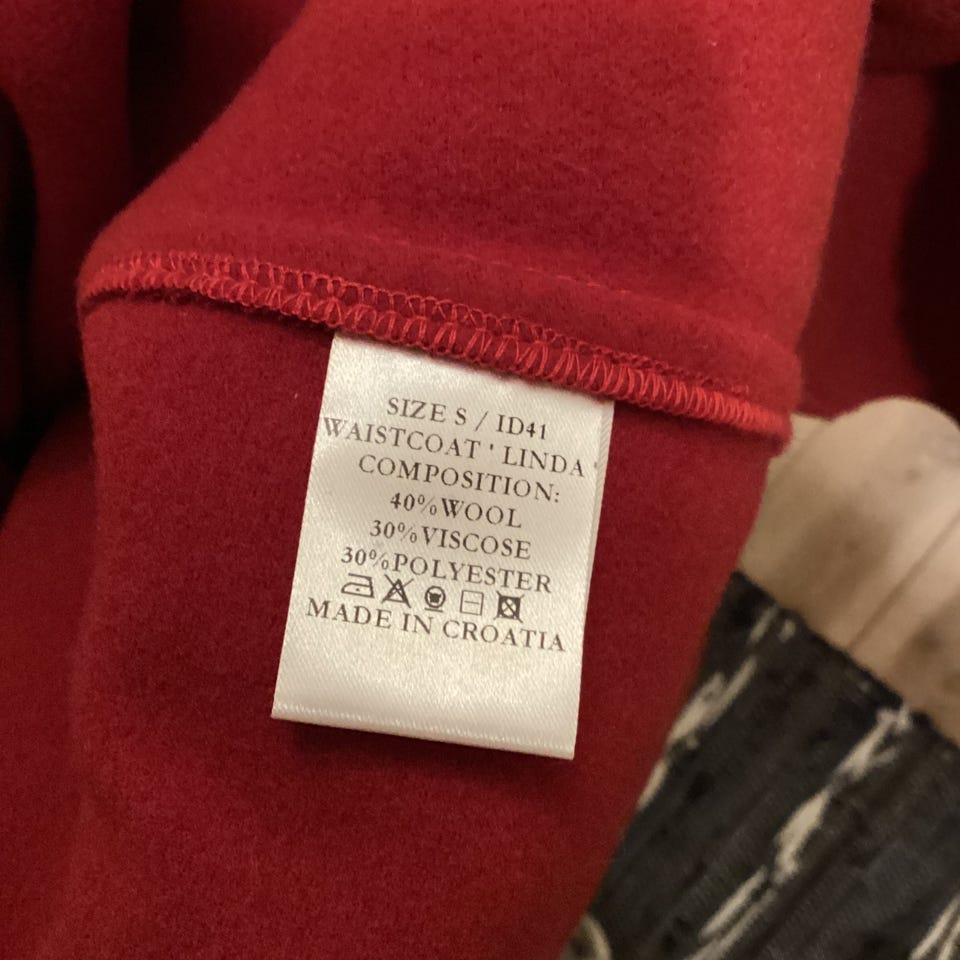 SIZE S / ID41
WAISTCOAT ' LINDA '
COMPOSITION:
40%WOOL
30%VISCOSE
30%POLYESTER
MADE IN CROATIA